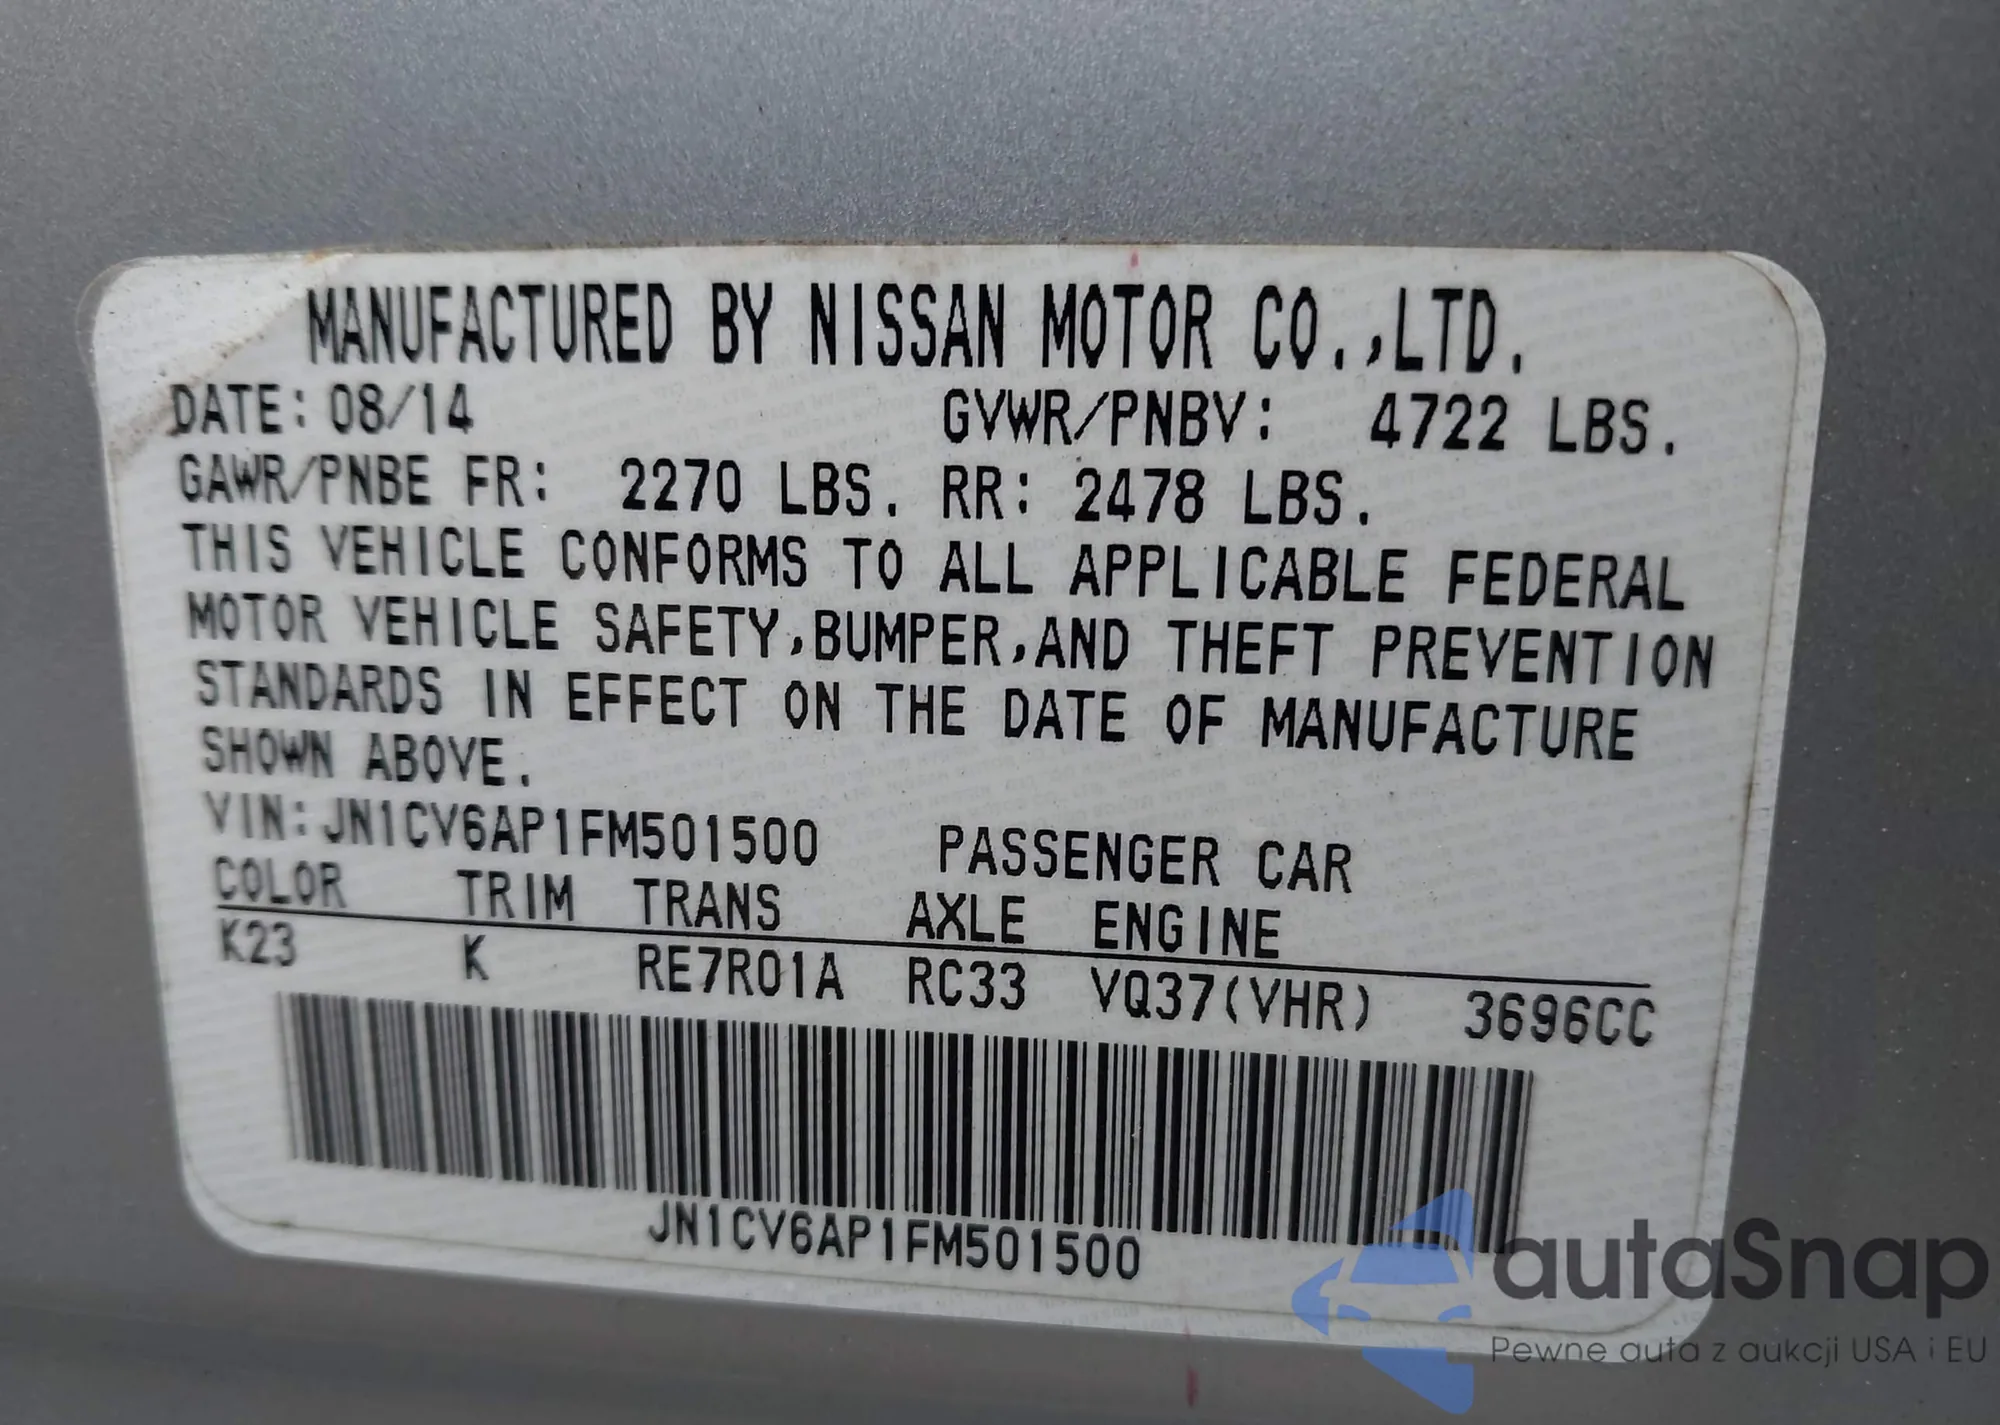 MANUFACTURED BY NISSAN MOTOR CO.,LTD.
DATE: 08/14 GVWR/PNBV: 4722 LBS.
GAWR/PNBE FR: 2270 LBS. RR: 2478 LBS.
THIS VEHICLE CONFORMS TO ALL APPLICABLE FEDERAL
MOTOR VEHICLE SAFETY,BUMPER,AND THEFT PREVENTION
STANDARDS IN EFFECT ON THE DATE OF MANUFACTURE
SHOWN ABOVE.
VIN:JN1CV6AP1FM501500 PASSENGER CAR
COLOR TRIM TRANS AXLE ENGINE
K23 K RE7R01A RC33 VQ37(VHR) 3696CC
JN1CV6AP1FM501500
autaSnap
Pewne auta z aukcji USA i EU